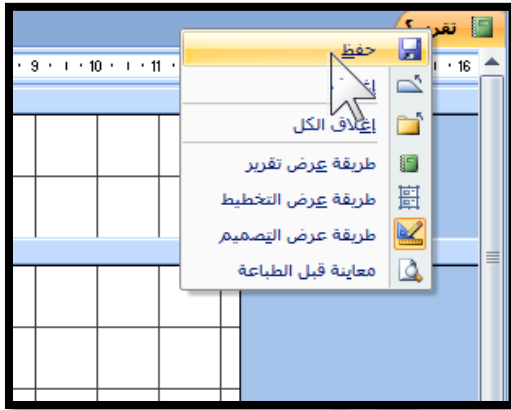 تقرير2
حفظ
9 · ı · 10 · ı · 11 · 16
إغلاق الكل
طريقة عرض تقرير
طريقة عرض التخطيط
طريقة عرض التصميم
معاينة قبل الطباعة